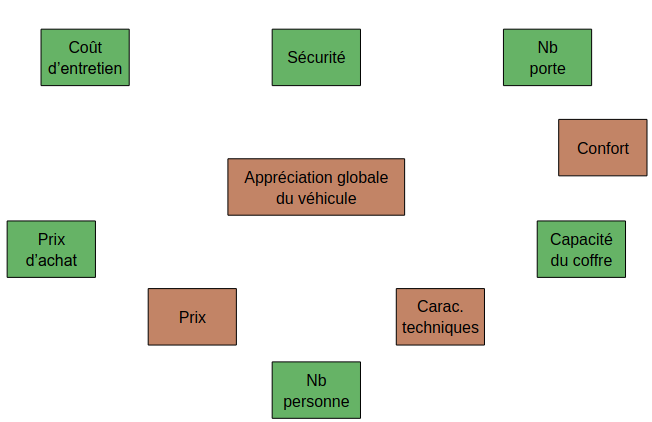 Coût
d’entretien
Sécurité
Nb
porte
Confort
Appréciation globale
du véhicule
Prix
d’achat
Capacité
du coffre
Prix
Carac.
techniques
Nb
personne